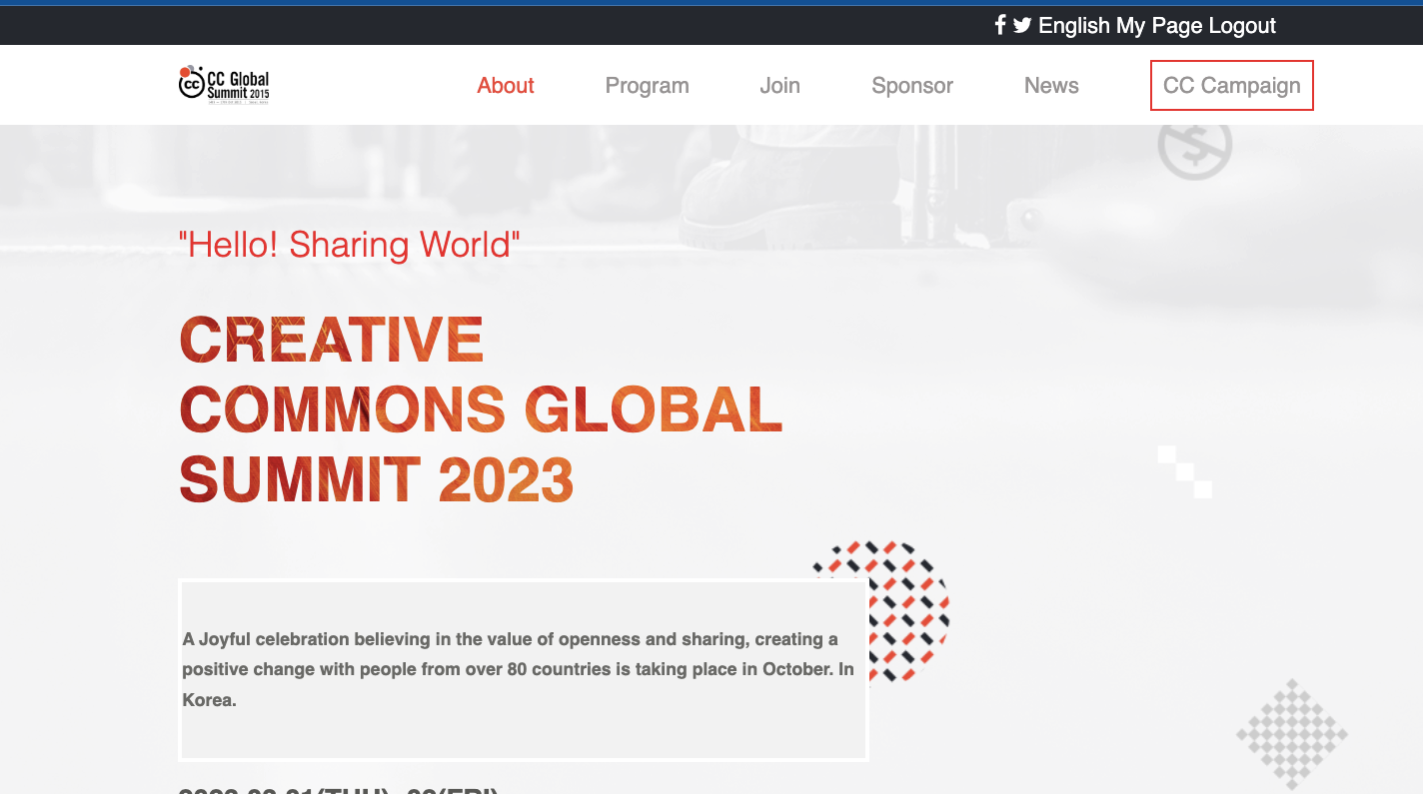 English My Page Logout
CC Global
Summit 2015
cc
About
Program
Join
Sponsor
News
CC Campaign
"Hello! Sharing World"
CREATIVE
COMMONS GLOBAL
SUMMIT 2023
A Joyful celebration believing in the value of openness and sharing, creating a
positive change with people from over 80 countries is taking place in October. In
Korea.